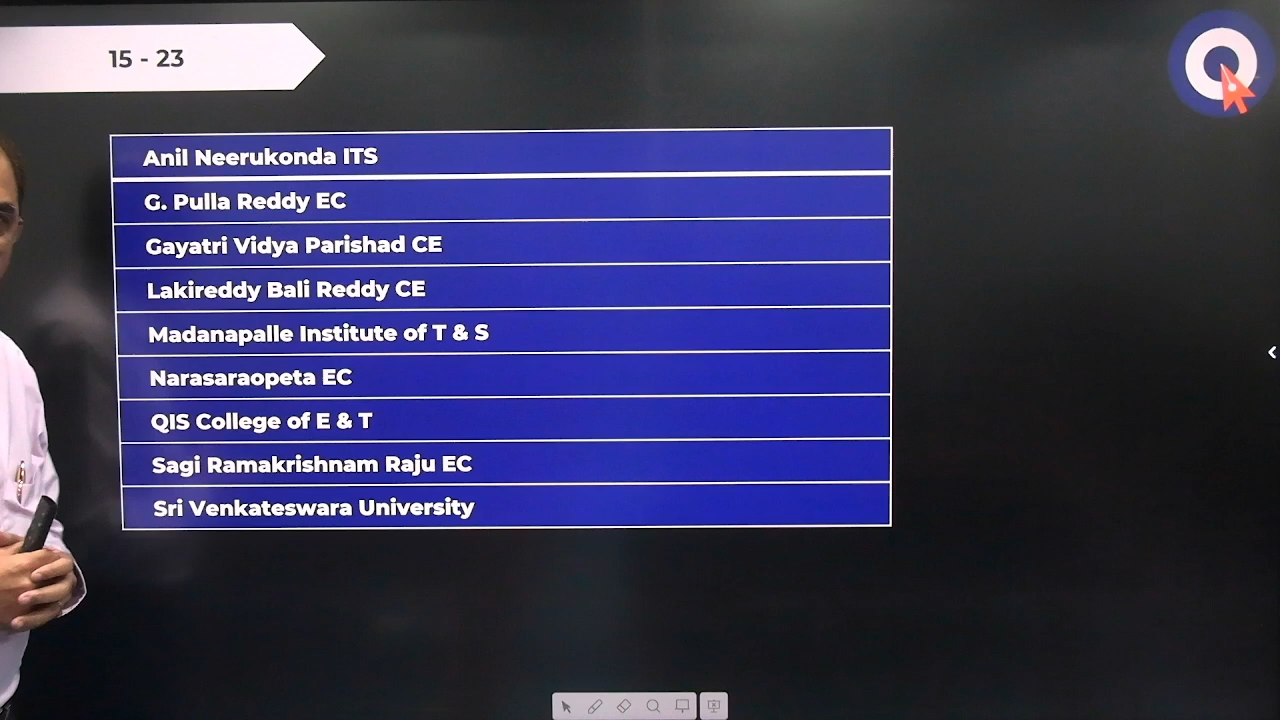 15 - 23
Anil Neerukonda ITS
G. Pulla Reddy EC
Gayatri Vidya Parishad CE
Lakireddy Bali Reddy CE
Madanapalle Institute of T & S
Narasaraopeta EC
QIS College of E & T
Sagi Ramakrishnam Raju EC
Sri Venkateswara University